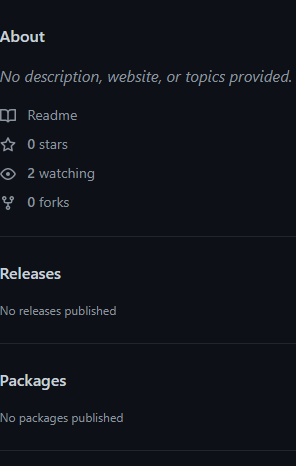 About
No description, website, or topics provided.
Readme
0 stars
2 watching
0 forks
Releases
No releases published
Packages
No packages published